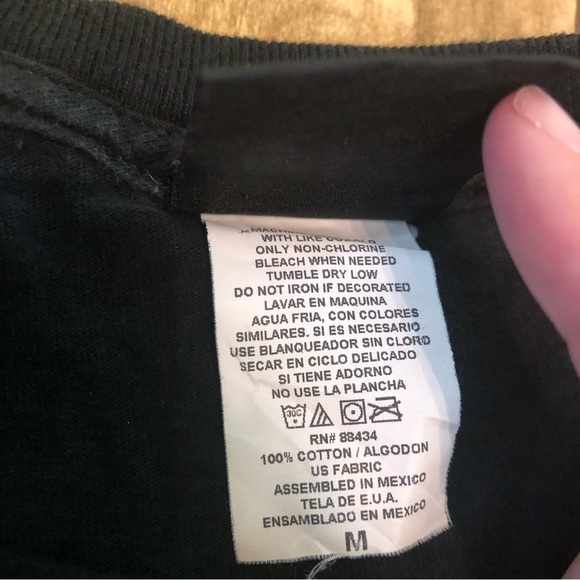 WITH LIKE
ONLY NON-CHLORINE
BLEACH WHEN NEEDED
TUMBLE DRY LOW
DO NOT IRON IF DECORATED
LAVAR EN MAQUINA
AGUA FRIA, CON COLORES
SIMILARES. SI ES NECESARIO
USE BLANQUEADOR SIN CLORO
SECAR EN CICLO DELICADO
SI TIENE ADORNO
NO USE LA PLANCHA
30C
RN# 88434
100% COTTON / ALGODON
US FABRIC
ASSEMBLED IN MEXICO
TELA DE E.U.A.
ENSAMBLADO EN MEXICO
M